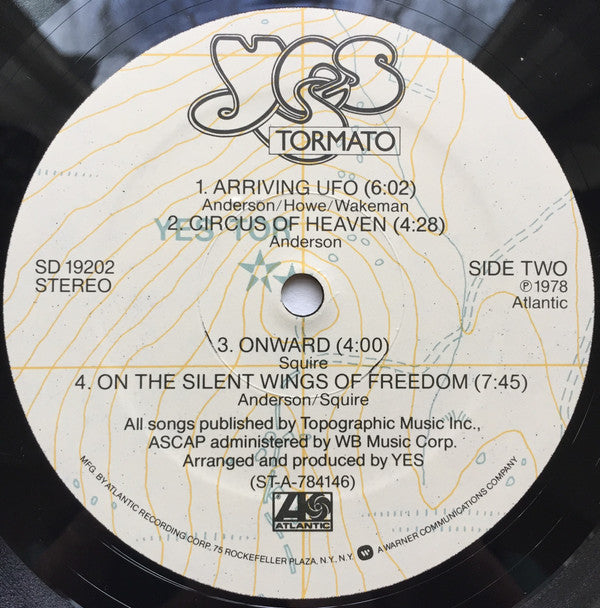 YES
TORMATO
1. ARRIVING UFO (6:02)
Anderson/Howe/Wakeman
2. CIRCUS OF HEAVEN (4:28)
Anderson
YES TOR
SD 19202
STEREO
SIDE TWO
℗1978
Atlantic
3. ONWARD (4:00)
Squire
4. ON THE SILENT WINGS OF FREEDOM (7:45)
Anderson/Squire
All songs published by Topographic Music Inc.,
ASCAP administered by WB Music Corp.
Arranged and produced by YES
(ST-A-784146)
ATLANTIC
MFG. BY ATLANTIC RECORDING CORP., 75 ROCKEFELLER PLAZA, N.Y., N.Y. W A WARNER COMMUNICATIONS COMPANY